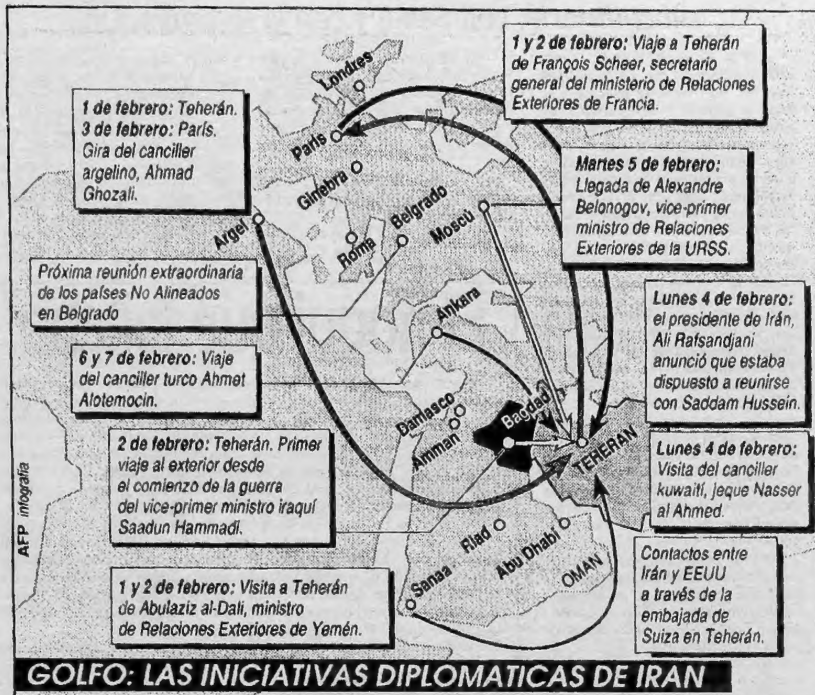 1 y 2 de febrero: Viaje a Teherán
de François Scheer, secretario
general del ministerio de Relaciones
Exteriores de Francia.
1 de febrero: Teherán.
3 de febrero: París.
Gira del canciller
argelino, Ahmad
Ghozali.
Martes 5 de febrero:
Llegada de Alexandre
Belonogov, vice-primer
ministro de Relaciones
Exteriores de la URSS.
Próxima reunión extraordinaria
de los países No Alineados
en Belgrado
Lunes 4 de febrero:
el presidente de Irán,
Ali Rafsandjani
anunció que estaba
dispuesto a reunirse
con Saddam Hussein.
6 y 7 de febrero: Viaje
del canciller turco Ahmet
Alotemocin.
2 de febrero: Teherán. Primer
viaje al exterior desde
el comienzo de la guerra
del vice-primer ministro iraquí
Saadun Hammadi.
Lunes 4 de febrero:
Visita del canciller
kuwaití, jeque Nasser
al Ahmed.
1 y 2 de febrero: Visita a Teherán
de Abulaziz al-Dali, ministro
de Relaciones Exteriores de Yemén.
Contactos entre
Irán y EEUU
a través de la
embajada de
Suiza en Teherán.
Londres
París
Ginebra
Argel
Roma
Belgrado
Moscú
Ankara
Damasco
Amman
Bagdad
TEHERAN
Riad
Abu Dhabi
OMAN
Sanaa
AFP infografía
GOLFO: LAS INICIATIVAS DIPLOMATICAS DE IRAN